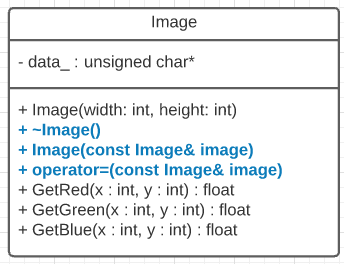 Image
- data_ : unsigned char*
+ Image(width: int, height: int)
+ ~Image()
+ Image(const Image& image)
+ operator=(const Image& image)
+ GetRed(x : int, y : int) : float
+ GetGreen(x : int, y : int) : float
+ GetBlue(x : int, y : int) : float